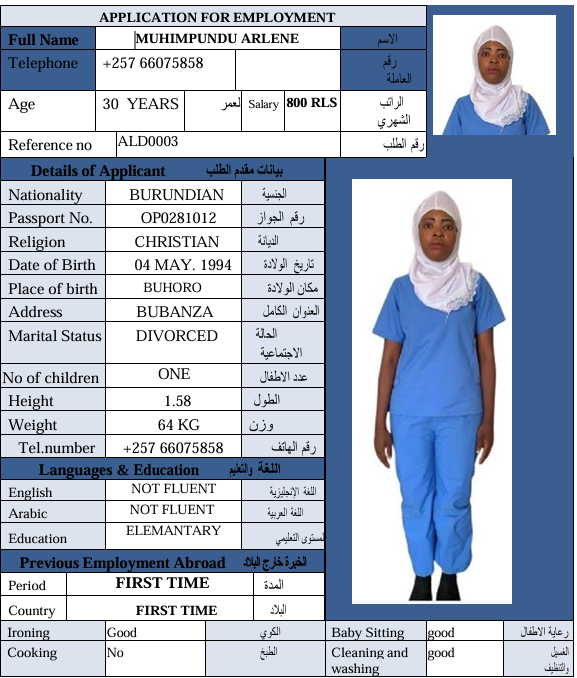 APPLICATION FOR EMPLOYMENT
Full Name MUHIMPUNDU ARLENE الاسم
Telephone +257 66075858 رقم العاملة
Age 30 YEARS لعمر Salary 800 RLS الراتب الشهري
Reference no ALD0003 رقم الطلب
Details of Applicant بيانات مقدم الطلب
Nationality BURUNDIAN الجنسية
Passport No. OP0281012 رقم الجواز
Religion CHRISTIAN الديانة
Date of Birth 04 MAY. 1994 تاريخ الولادة
Place of birth BUHORO مكان الولادة
Address BUBANZA العنوان الكامل
Marital Status DIVORCED الحالة الاجتماعية
No of children ONE عدد الاطفال
Height 1.58 الطول
Weight 64 KG وزن
Tel.number +257 66075858 رقم الهاتف
Languages & Education اللغة والتعليم
English NOT FLUENT اللغة الإنجليزية
Arabic NOT FLUENT اللغة العربية
Education ELEMANTARY لمستوى التعليمي
Previous Employment Abroad الخبرة خارج البلاد
Period FIRST TIME المدة
Country FIRST TIME البلاد
Ironing Good الكوي Baby Sitting good رعاية الاطفال
Cooking No الطبخ Cleaning and washing good الغسيل والتنظيف